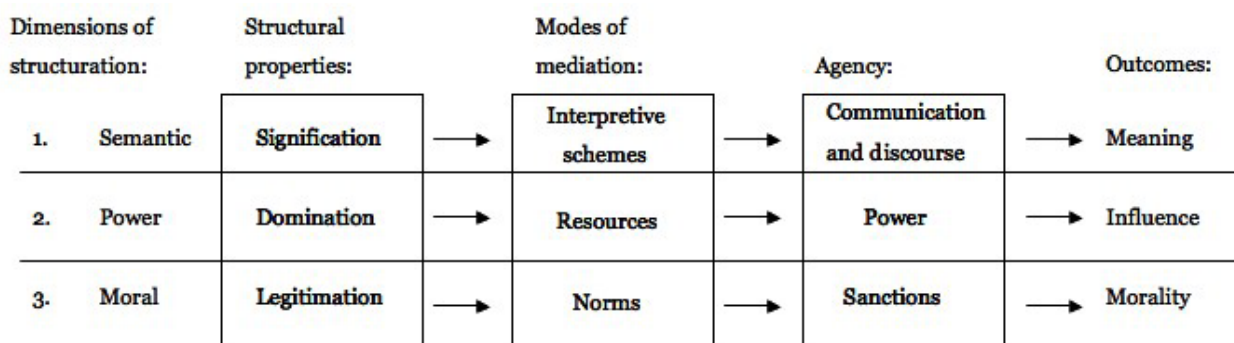 Dimensions of structuration:
Structural properties:
Modes of mediation:
Agency:
Outcomes:
1. Semantic
Signification
Interpretive
schemes
Communication
and discourse
Meaning
2. Power
Domination
Resources
Power
Influence
3. Moral
Legitimation
Norms
Sanctions
Morality